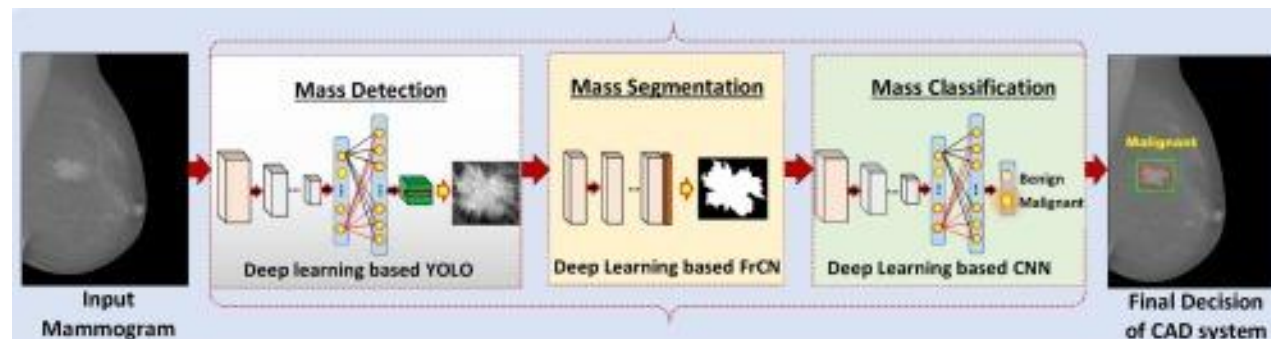 Input
Mammogram
Mass Detection
Deep learning based YOLO
Mass Segmentation
Deep Learning based FrCN
Mass Classification
Benign
Malignant
Deep Learning based CNN
Malignant
Final Decision
of CAD system